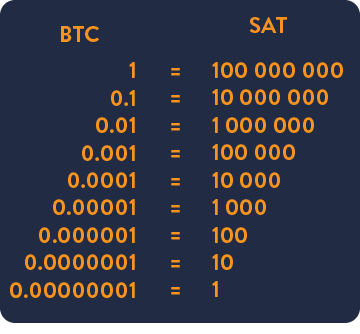 BTC SAT
1 = 100 000 000
0.1 = 10 000 000
0.01 = 1 000 000
0.001 = 100 000
0.0001 = 10 000
0.00001 = 1 000
0.000001 = 100
0.0000001 = 10
0.00000001 = 1